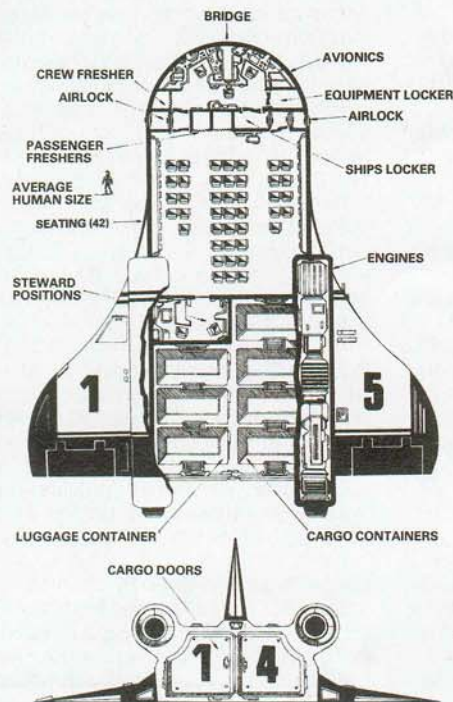 BRIDGE
AVIONICS
CREW FRESHER
EQUIPMENT LOCKER
AIRLOCK
AIRLOCK
PASSENGER
FRESHERS
SHIPS LOCKER
AVERAGE
HUMAN SIZE
SEATING (42)
ENGINES
STEWARD
POSITIONS
1
5
LUGGAGE CONTAINER
CARGO CONTAINERS
CARGO DOORS
1
4